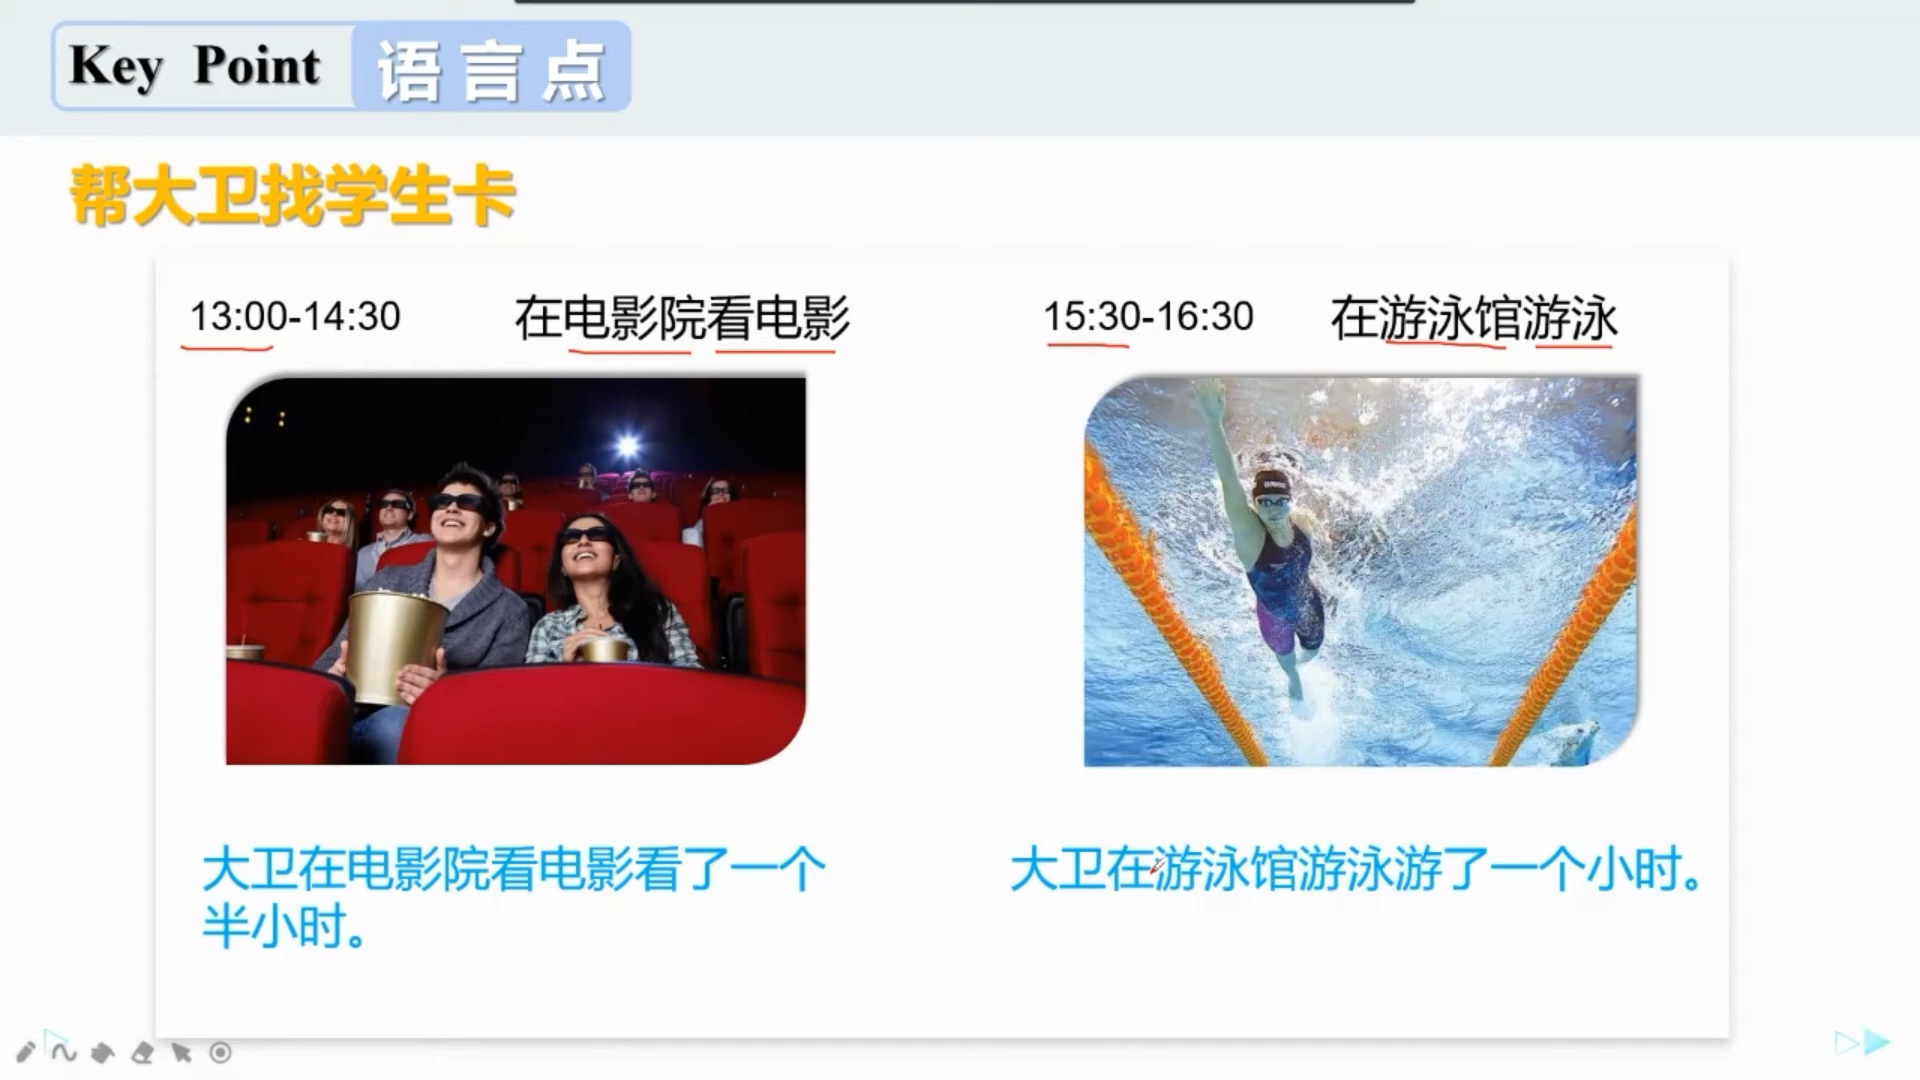 Key Point 语言点
帮大卫找学生卡
13:00-14:30 在电影院看电影
15:30-16:30 在游泳馆游泳
大卫在电影院看电影看了一个
半小时。
大卫在游泳馆游泳游了一个小时。